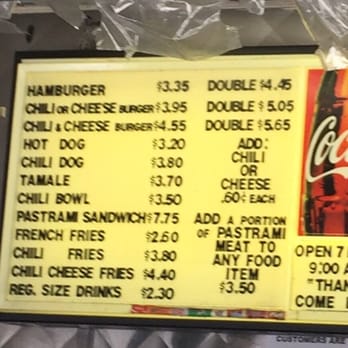 HAMBURGER $3.35 DOUBLE $4.45
CHILI OR CHEESE BURGER $3.95 DOUBLE $5.05
CHILI & CHEESE BURGER $4.55 DOUBLE $5.65
HOT DOG $3.20
CHILI DOG $3.80
TAMALE $3.70
CHILI BOWL $3.50
PASTRAMI SANDWICH $7.75
FRENCH FRIES $2.60
CHILI FRIES $3.80
CHILI CHEESE FRIES $4.40
REG. SIZE DRINKS $2.30
ADD:
CHILI
OR
CHEESE
.60¢ EACH
ADD A PORTION
OF PASTRAMI
MEAT TO
ANY FOOD
ITEM
$3.50
Coc
OPEN 7
9:00 A
"THAN
COME
CUSTOMERS ARE